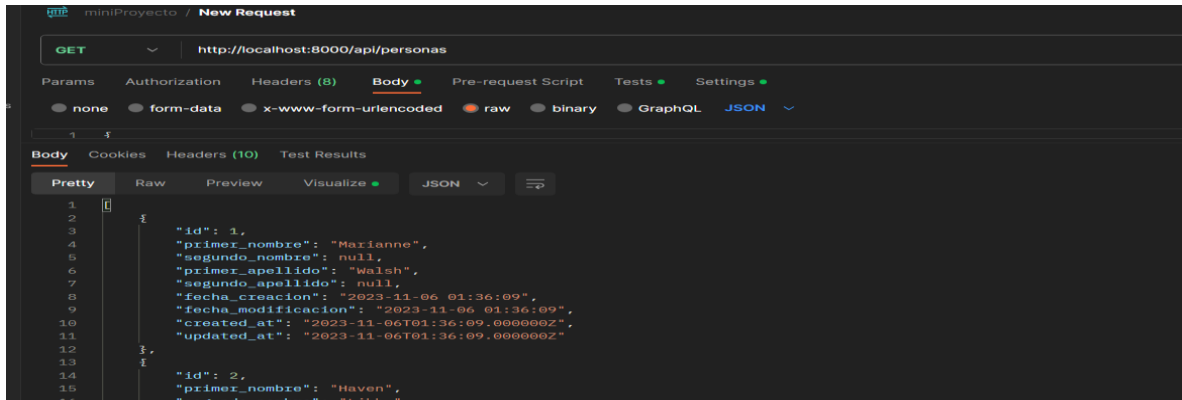 HTTP miniProyecto / New Request
GET http://localhost:8000/api/personas
Params Authorization Headers (8) Body Pre-request Script Tests Settings
none form-data x-www-form-urlencoded raw binary GraphQL JSON
1 {
Body Cookies Headers (10) Test Results
Pretty Raw Preview Visualize JSON
1 [
2 {
3 "id": 1,
4 "primer_nombre": "Marianne",
5 "segundo_nombre": null,
6 "primer_apellido": "Walsh",
7 "segundo_apellido": null,
8 "fecha_creacion": "2023-11-06 01:36:09",
9 "fecha_modificacion": "2023-11-06 01:36:09",
10 "created_at": "2023-11-06T01:36:09.000000Z",
11 "updated_at": "2023-11-06T01:36:09.000000Z"
12 },
13 {
14 "id": 2,
15 "primer_nombre": "Haven",